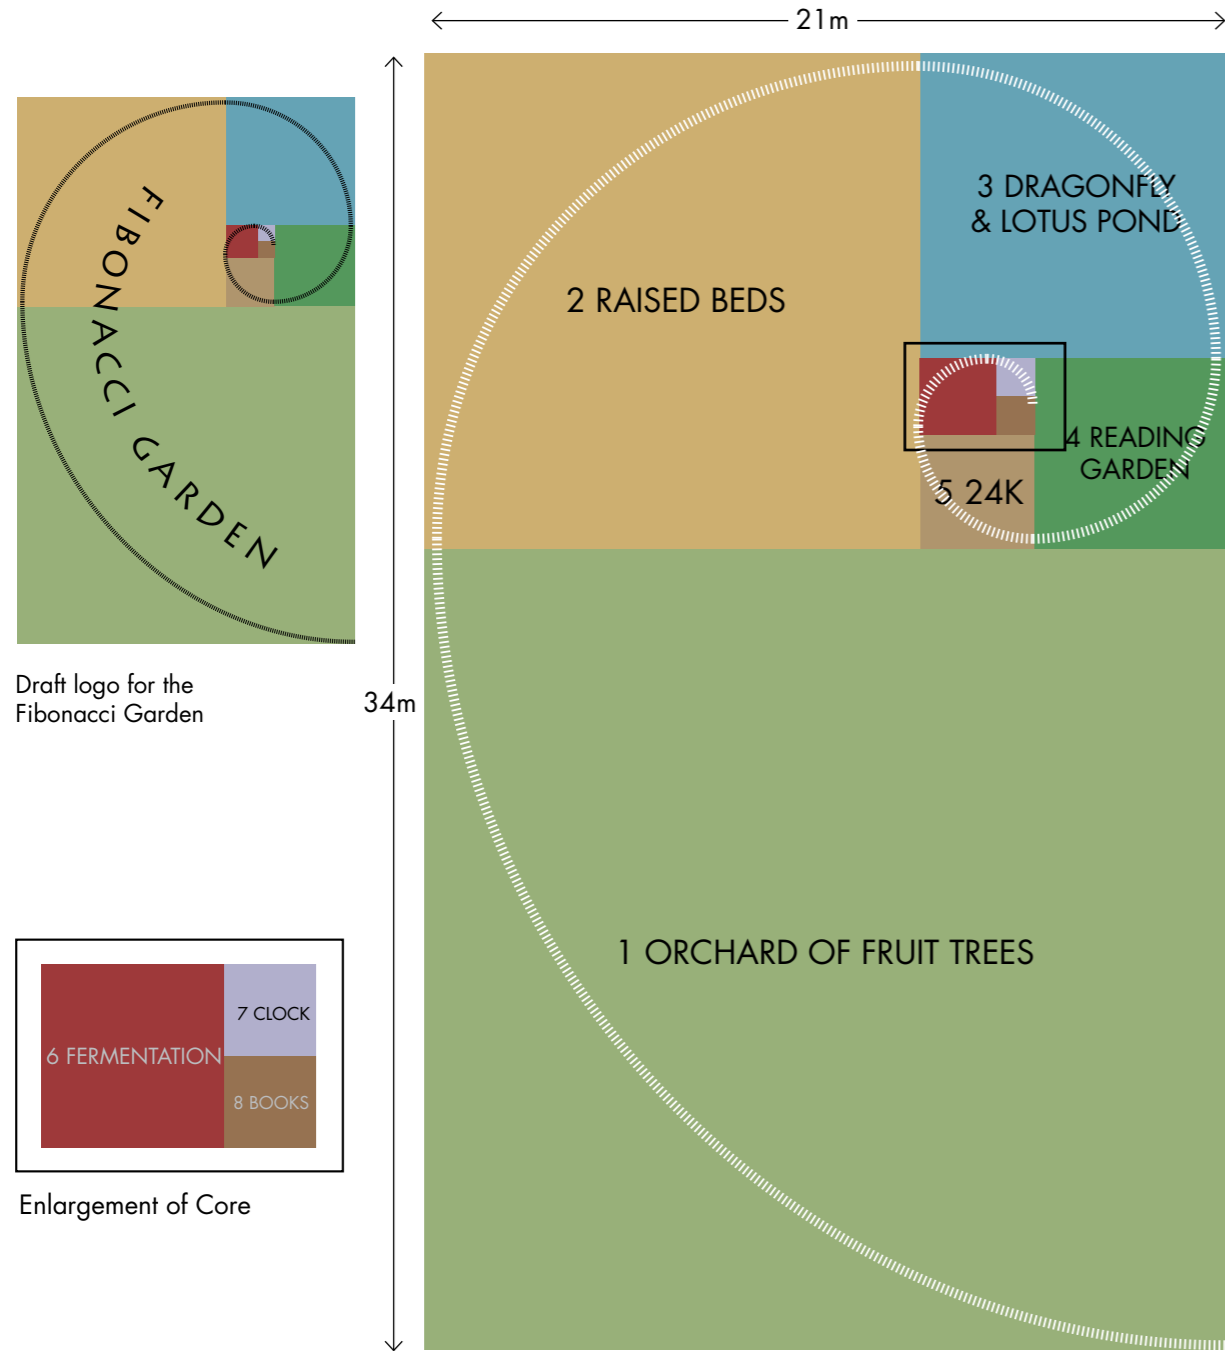 21m
34m
FIBONACCI GARDEN
Draft logo for the
Fibonacci Garden
2 RAISED BEDS
3 DRAGONFLY
& LOTUS POND
4 READING
GARDEN
5 24K
1 ORCHARD OF FRUIT TREES
6 FERMENTATION
7 CLOCK
8 BOOKS
Enlargement of Core